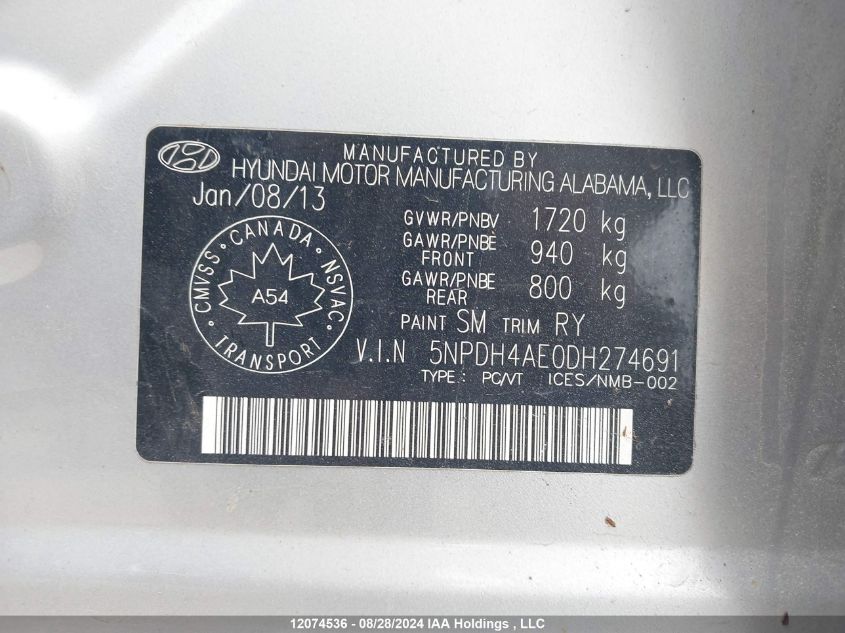 MANUFACTURED BY
HYUNDAI MOTOR MANUFACTURING ALABAMA, LLC
Jan/08/13
GVWR/PNBV 1720 kg
GAWR/PNBE FRONT 940 kg
GAWR/PNBE REAR 800 kg
CANADA
CMVSS
NSVAC
A54
TRANSPORT
PAINT SM TRIM RY
V.I.N 5NPDH4AE0DH274691
TYPE: PC/VT ICES/NMB-002
12074536 - 08/28/2024 IAA Holdings , LLC